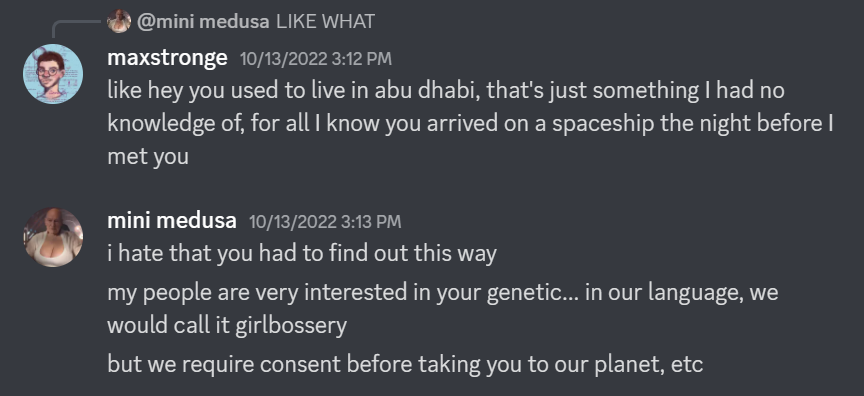 @mini medusa LIKE WHAT
maxstronge 10/13/2022 3:12 PM
like hey you used to live in abu dhabi, that's just something I had no
knowledge of, for all I know you arrived on a spaceship the night before I
met you
mini medusa 10/13/2022 3:13 PM
i hate that you had to find out this way
my people are very interested in your genetic... in our language, we
would call it girlbossery
but we require consent before taking you to our planet, etc